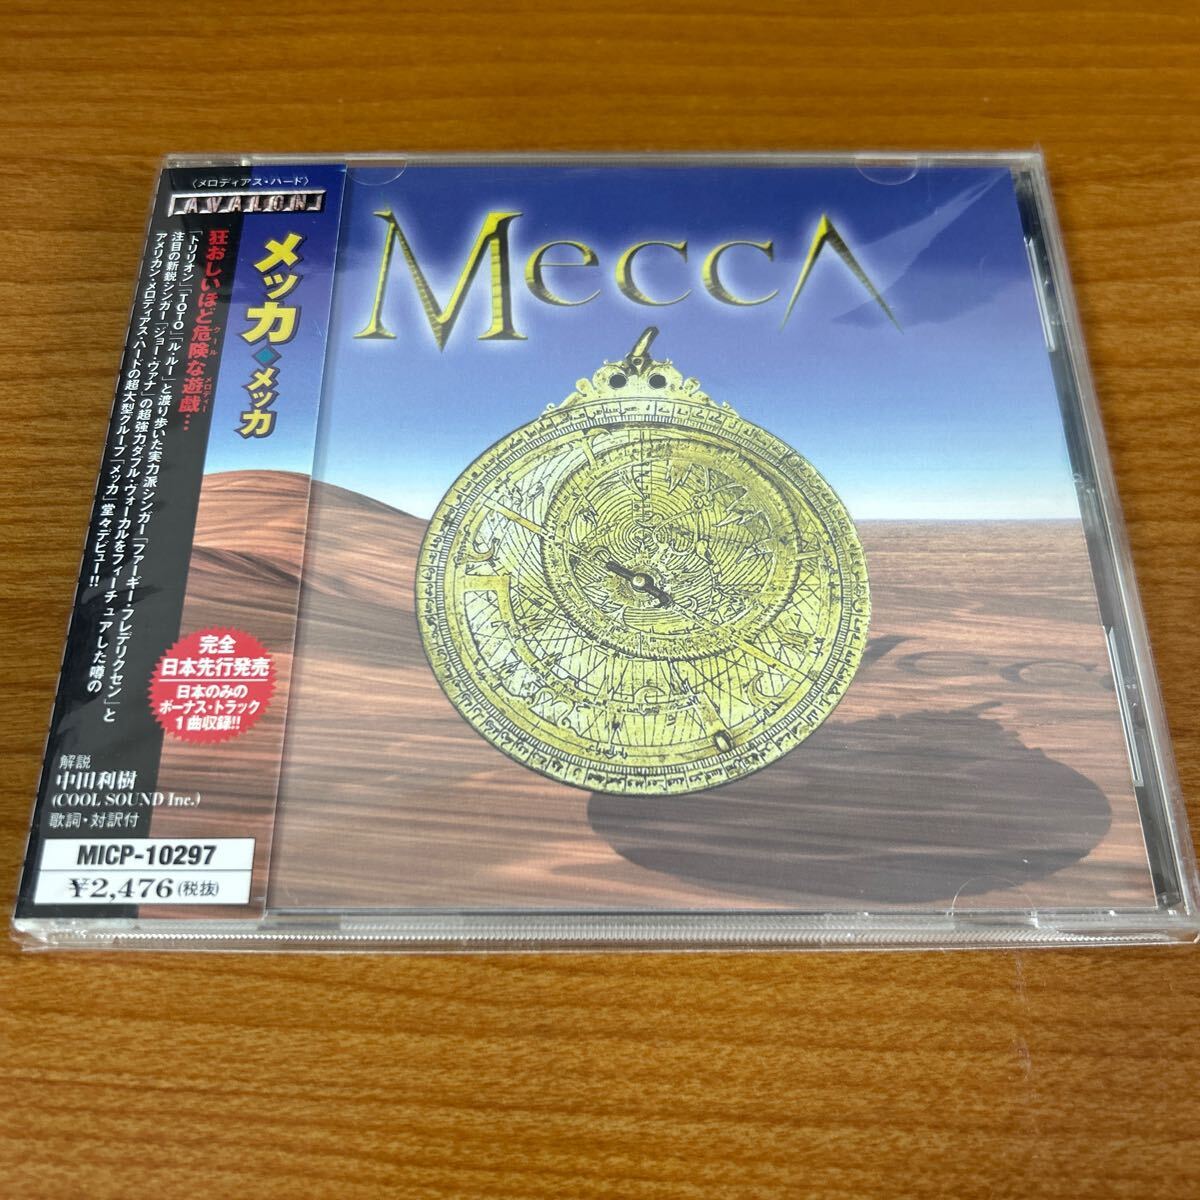 〈メロディアス・ハード〉
AVALON
メッカ◆メッカ
狂おしいほど危険な遊戯…
クール
メロディー
「トリリオン」「TOTO」「ル・ルー」と渡り歩いた実力派シンガー「ファーギー・フレデリクセン」と
注目の新鋭シンガー「ジョー・ヴァナ」の超強力ダブル・ヴォーカルをフィーチュアした噂の
アメリカン・メロディアス・ハードの超大型グループ「メッカ」堂々デビュー!!
完全
日本先行発売
日本のみの
ボーナス・トラック
1曲収録!!
解説
中田利樹
(COOL SOUND Inc.)
歌詞・対訳付
MICP-10297
¥2,476(税抜)
MeccA